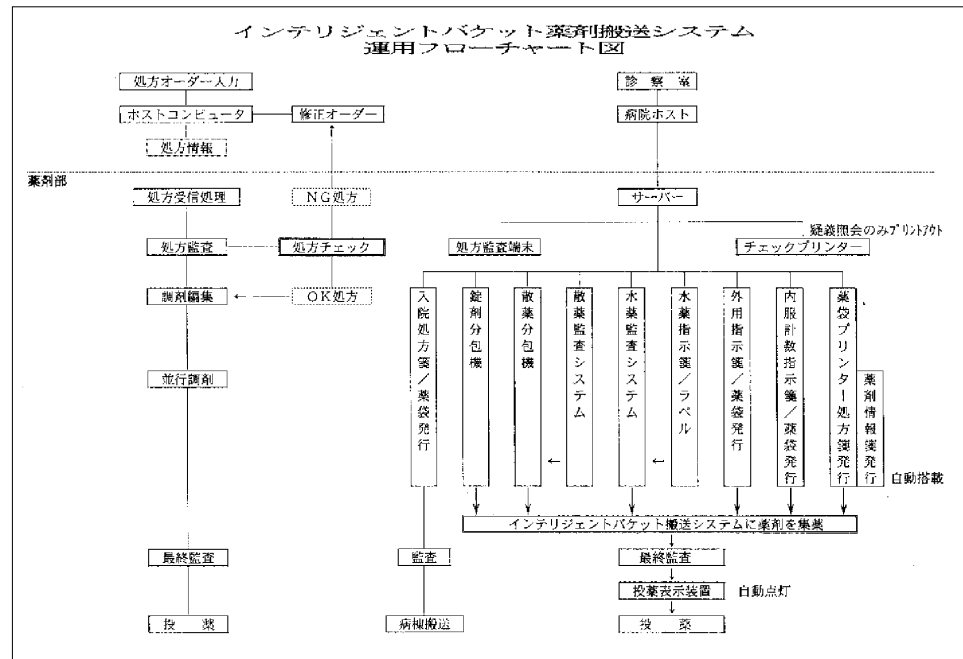 インテリジェントバケット薬剤搬送システム
運用フローチャート図
処方オーダー入力
診察室
ホストコンピュータ
修正オーダー
病院ホスト
処方情報
薬剤部
処方受信処理
NG処方
サーバー
疑義照会のみプリントアウト
処方監査
処方チェック
処方監査端末
チェックプリンター
調剤編集
←
OK処方
入院処方箋/薬袋発行
錠剤分包機
散薬分包機
散薬監査システム
水薬監査システム
水薬指示箋/ラベル
外用指示箋/薬袋発行
内服計数指示箋/薬袋発行
薬袋プリンター処方箋発行
薬剤情報箋発行
並行調剤
←
←
自動搭載
インテリジェントバケット搬送システムに薬剤を集薬
最終監査
監査
最終監査
投薬表示装置
自動点灯
投薬
病棟搬送
投薬